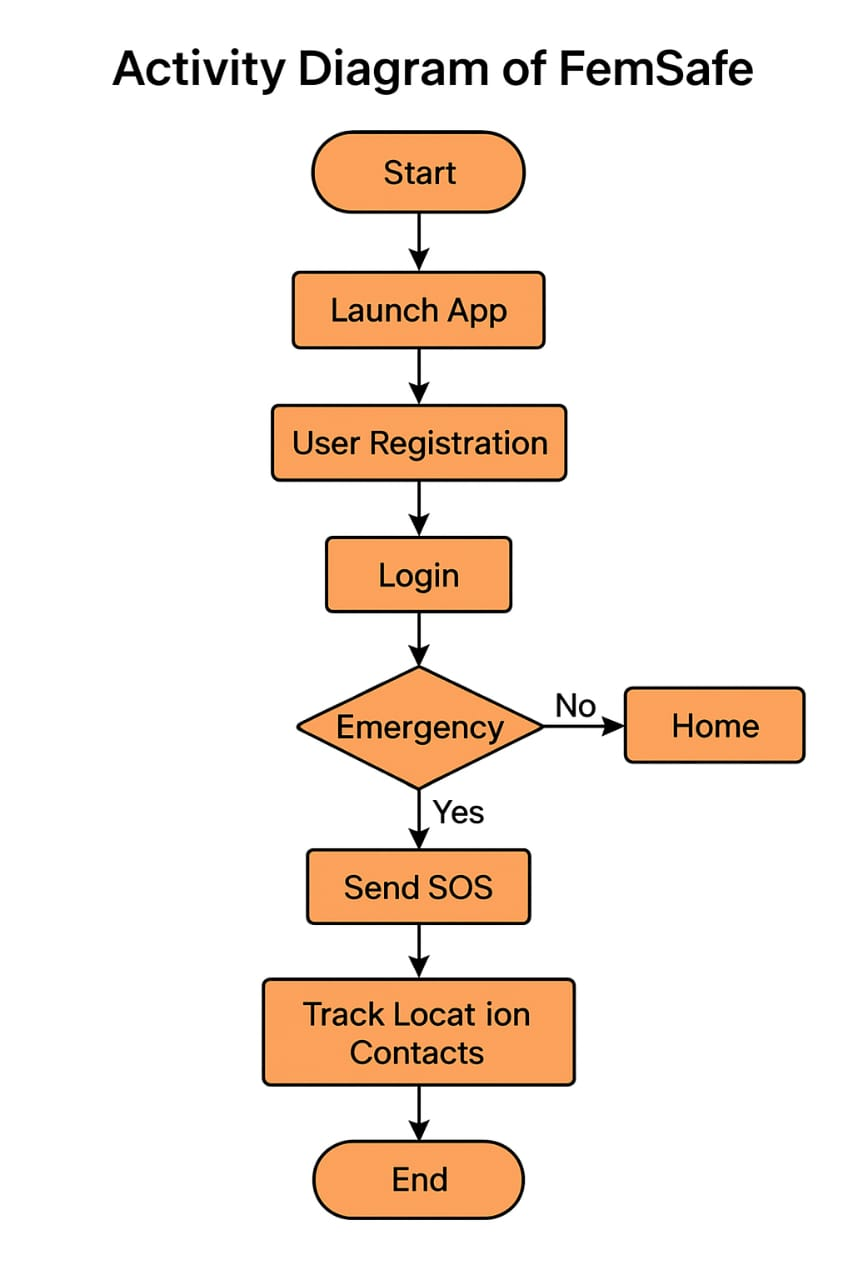 Activity Diagram of FemSafe
Start
Launch App
User Registration
Login
Emergency
No
Home
Yes
Send SOS
Track Locat ion
Contacts
End